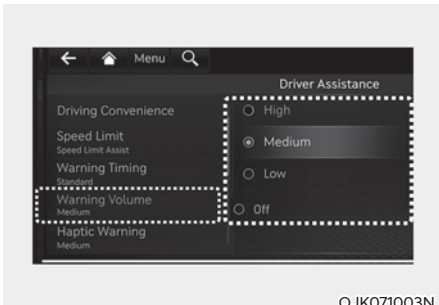 Menu
Driver Assistance
Driving Convenience
Speed Limit
Speed Limit Assist
Warning Timing
Standard
Warning Volume
Medium
Haptic Warning
Medium
High
Medium
Low
Off
OJK071003N